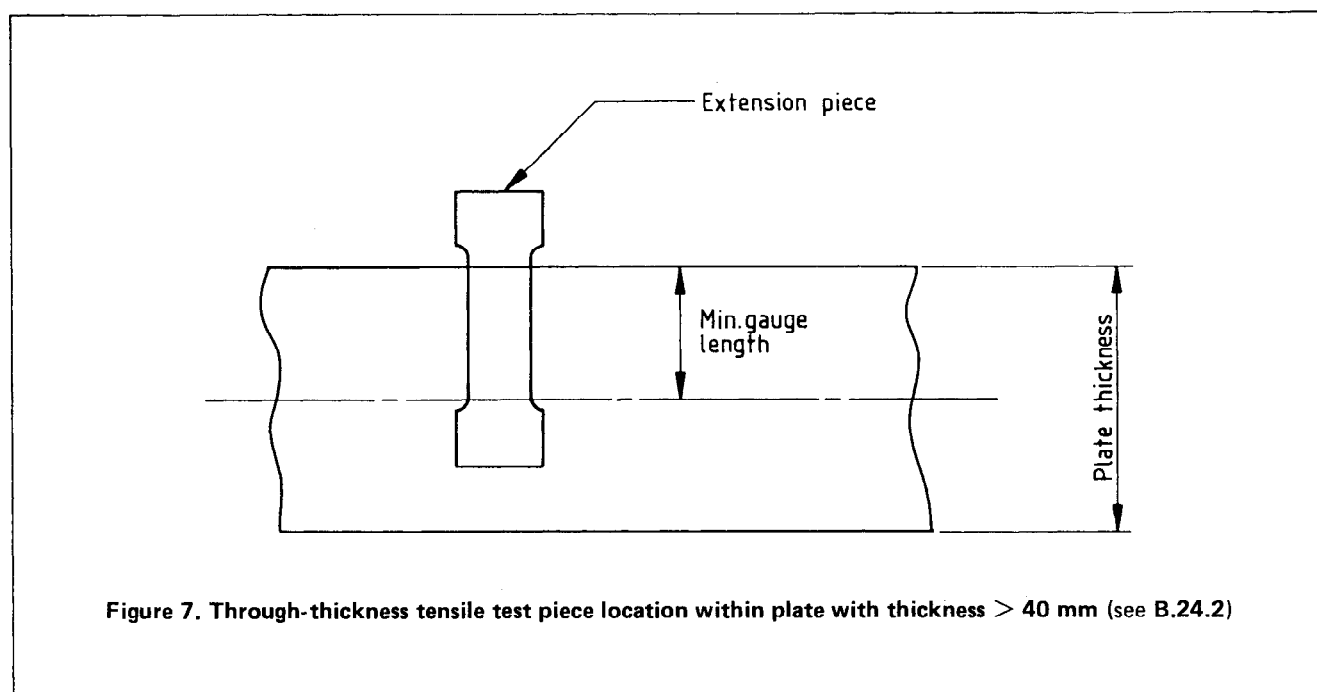 Extension piece
Min.gauge
length
Plate thickness
Figure 7. Through-thickness tensile test piece location within plate with thickness > 40 mm (see B.24.2)